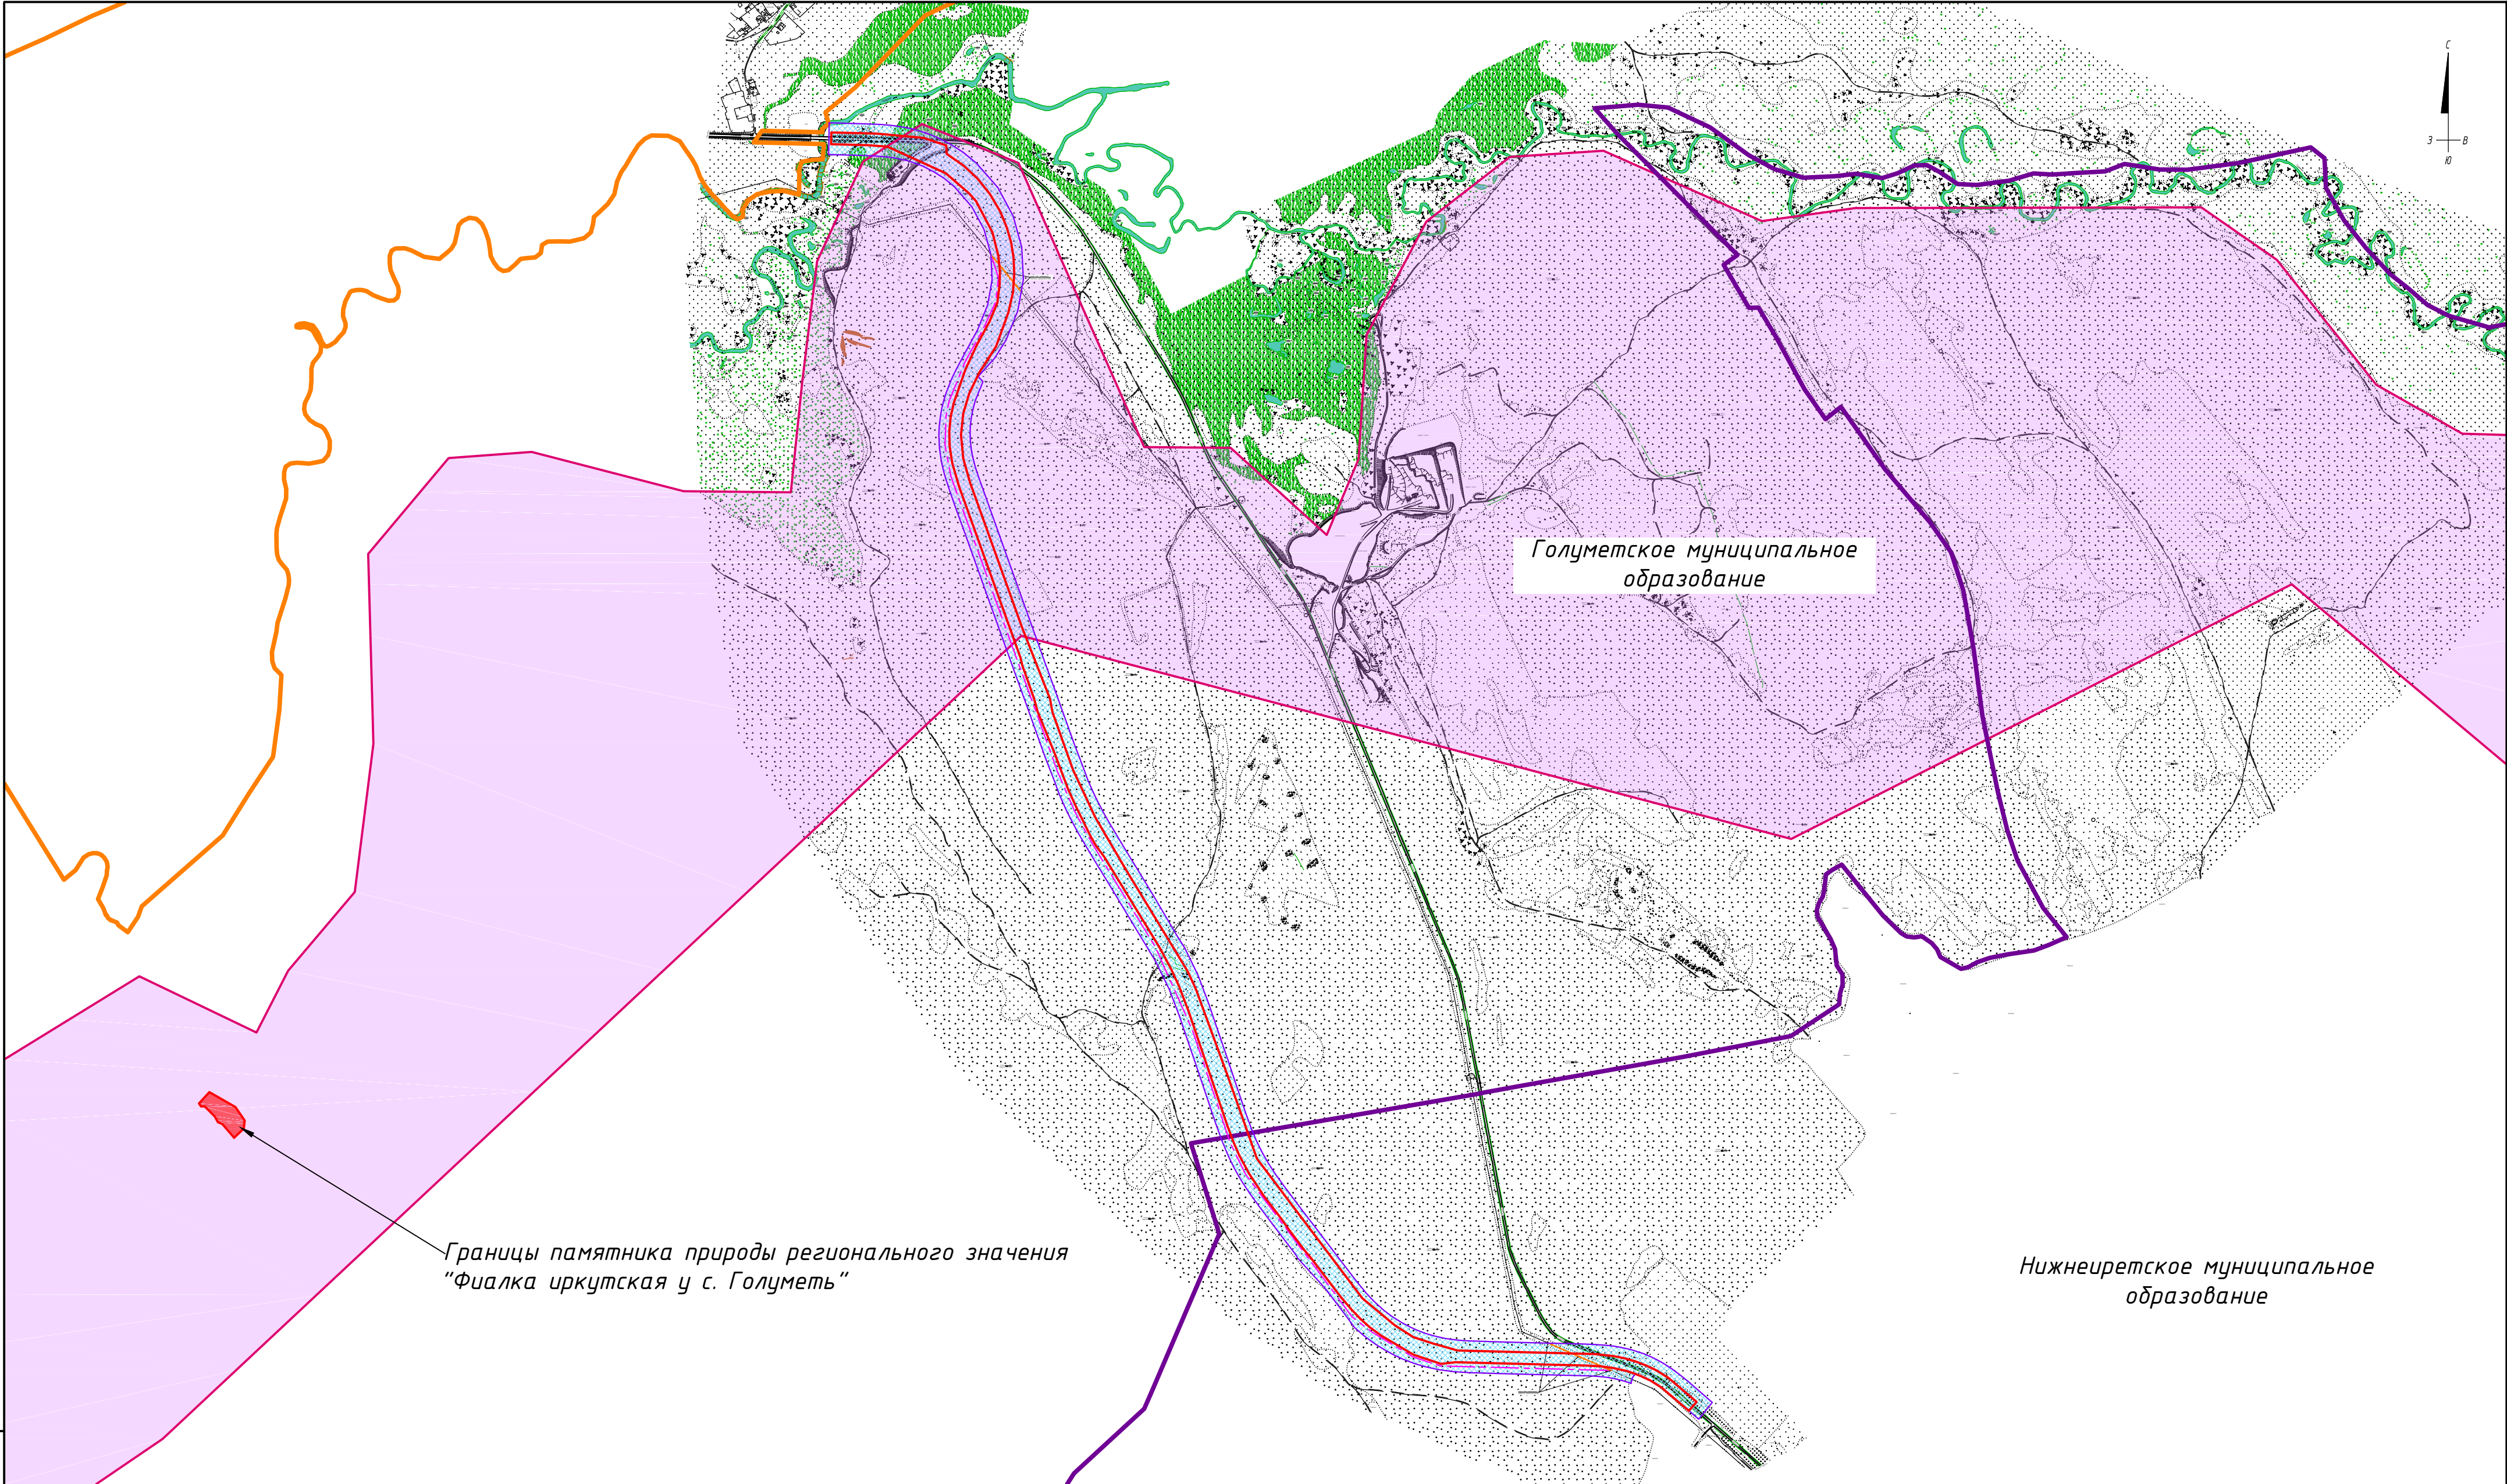 С
З
В
Ю
Голуметское муниципальное
образование
Границы памятника природы регионального значения
"Фиалка иркутская у с. Голуметь"
Нижнеиретское муниципальное
образование